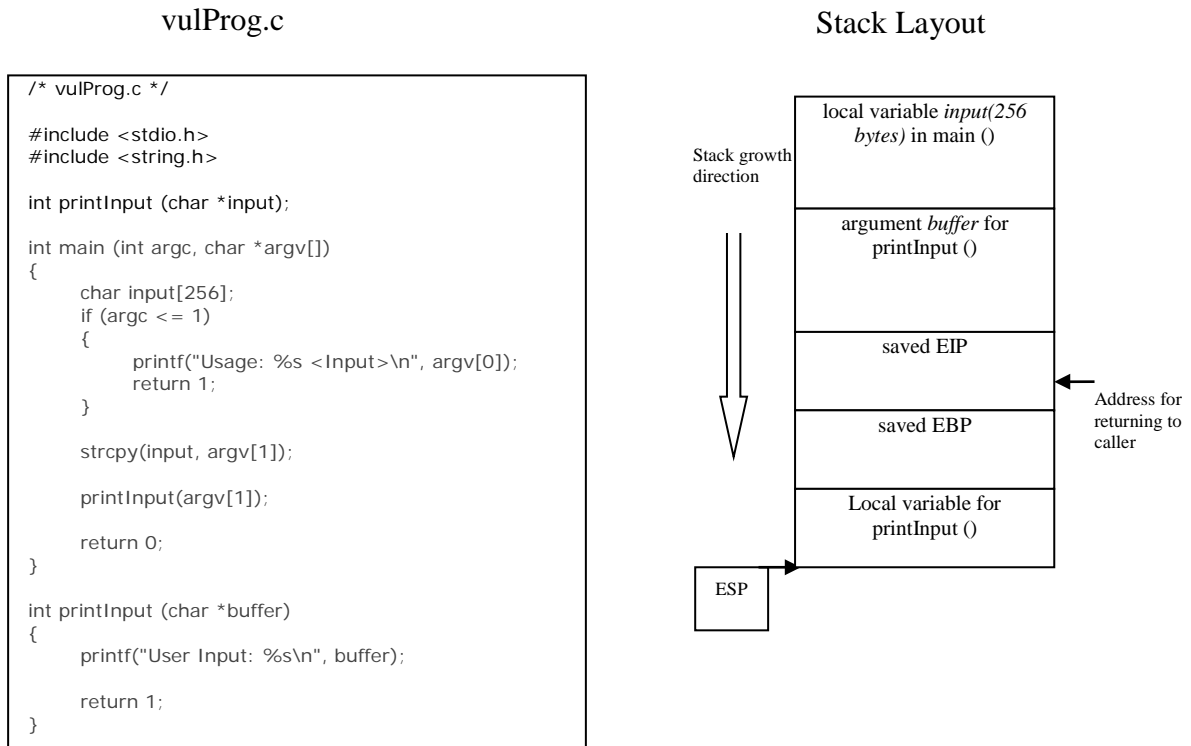 vulProg.c
/* vulProg.c */
#include <stdio.h>
#include <string.h>
int printInput (char *input);
int main (int argc, char *argv[])
{
char input[256];
if (argc <= 1)
{
printf("Usage: %s <Input>\n", argv[0]);
return 1;
}
strcpy(input, argv[1]);
printInput(argv[1]);
return 0;
}
int printInput (char *buffer)
{
printf("User Input: %s\n", buffer);
return 1;
}
Stack Layout
Stack growth
direction
local variable input(256
bytes) in main ()
argument buffer for
printInput ()
saved EIP
Address for
returning to
caller
saved EBP
Local variable for
printInput ()
ESP